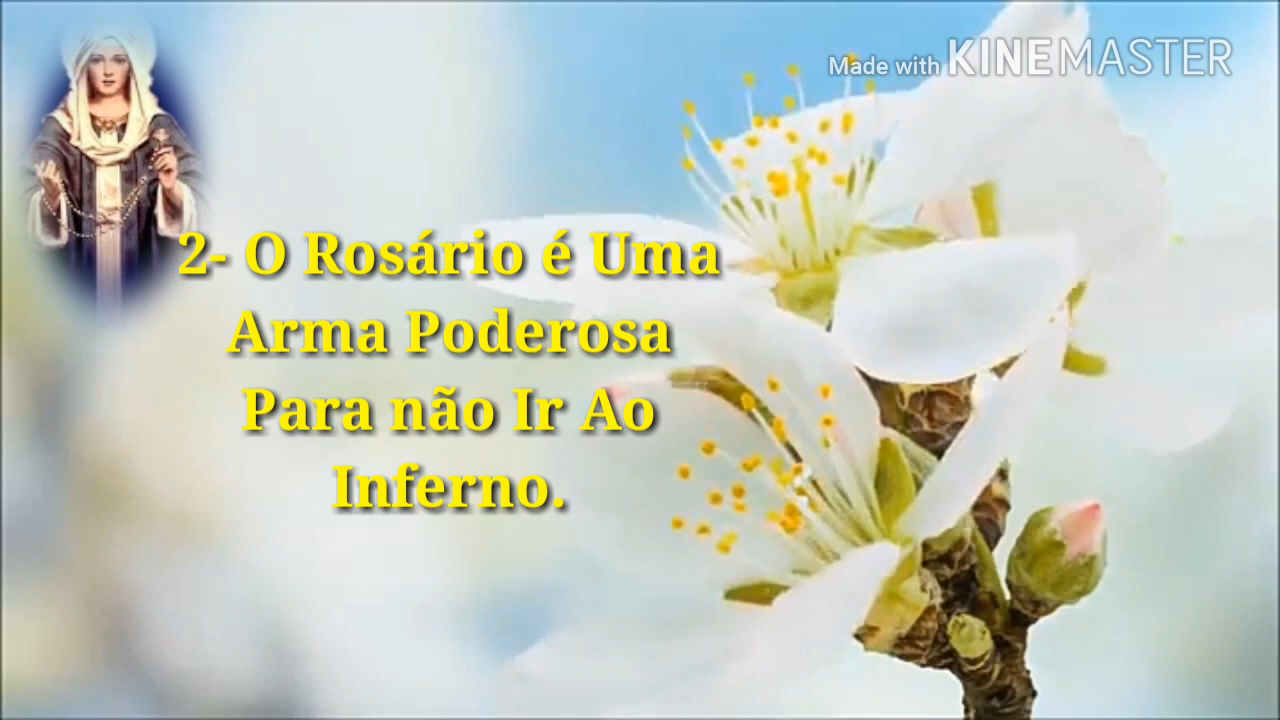 Made with KINEMASTER
2- O Rosário é Uma
Arma Poderosa
Para não Ir Ao
Inferno.